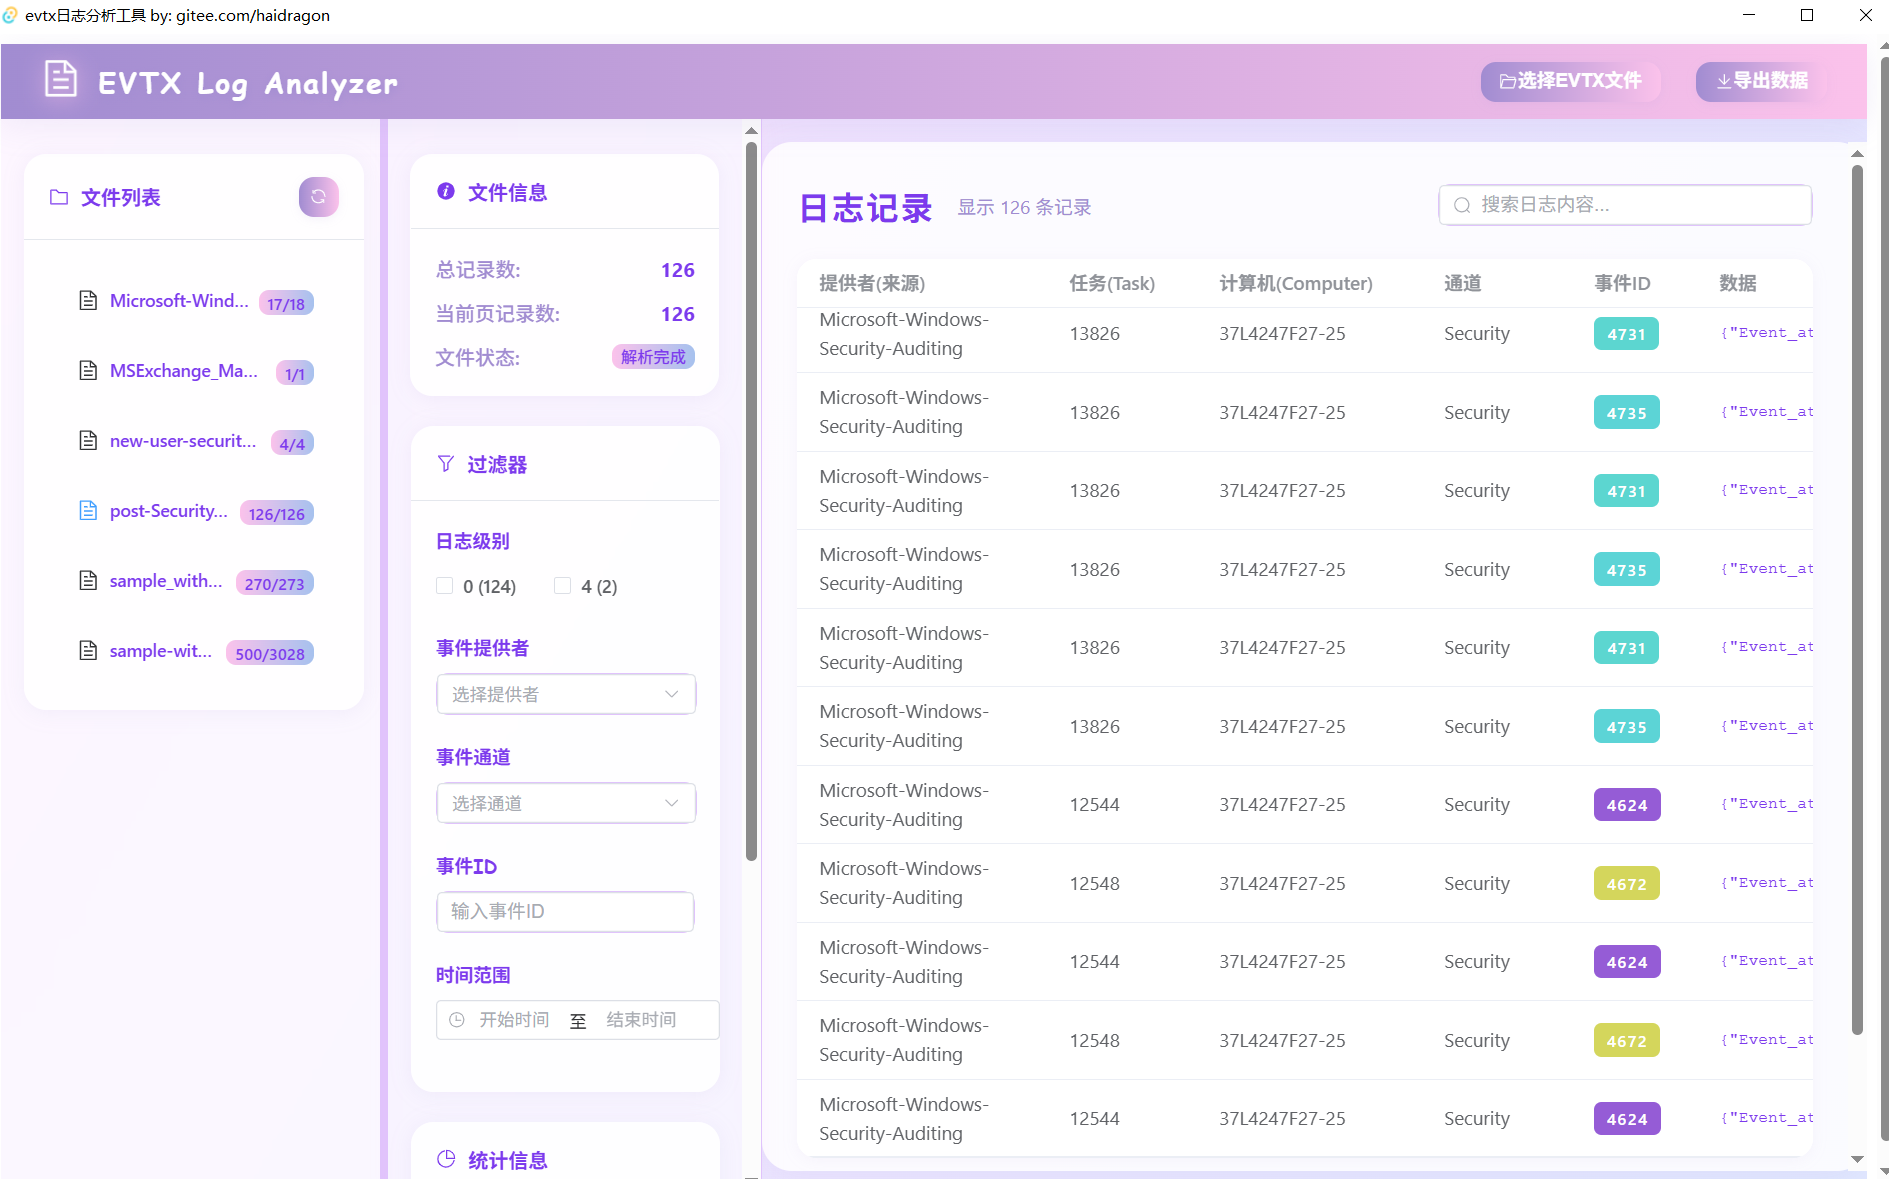 evtx日志分析工具 by: gitee.com/haidragon
EVTX Log Analyzer
选择EVTX文件
导出数据
文件列表
Microsoft-Wind... 17/18
MSExchange_Ma... 1/1
new-user-securit... 4/4
post-Security... 126/126
sample_with... 270/273
sample-wit... 500/3028
文件信息
总记录数: 126
当前页记录数: 126
文件状态: 解析完成
过滤器
日志级别
0 (124) 4 (2)
事件提供者
选择提供者
事件通道
选择通道
事件ID
输入事件ID
时间范围
开始时间 至 结束时间
统计信息
日志记录 显示 126 条记录
搜索日志内容...
提供者(来源) 任务(Task) 计算机(Computer) 通道 事件ID 数据
Microsoft-Windows-
Security-Auditing 13826 37L4247F27-25 Security 4731 {"Event_at
Microsoft-Windows-
Security-Auditing 13826 37L4247F27-25 Security 4735 {"Event_at
Microsoft-Windows-
Security-Auditing 13826 37L4247F27-25 Security 4731 {"Event_at
Microsoft-Windows-
Security-Auditing 13826 37L4247F27-25 Security 4735 {"Event_at
Microsoft-Windows-
Security-Auditing 13826 37L4247F27-25 Security 4731 {"Event_at
Microsoft-Windows-
Security-Auditing 13826 37L4247F27-25 Security 4735 {"Event_at
Microsoft-Windows-
Security-Auditing 12544 37L4247F27-25 Security 4624 {"Event_at
Microsoft-Windows-
Security-Auditing 12548 37L4247F27-25 Security 4672 {"Event_at
Microsoft-Windows-
Security-Auditing 12544 37L4247F27-25 Security 4624 {"Event_at
Microsoft-Windows-
Security-Auditing 12548 37L4247F27-25 Security 4672 {"Event_at
Microsoft-Windows-
Security-Auditing 12544 37L4247F27-25 Security 4624 {"Event_at